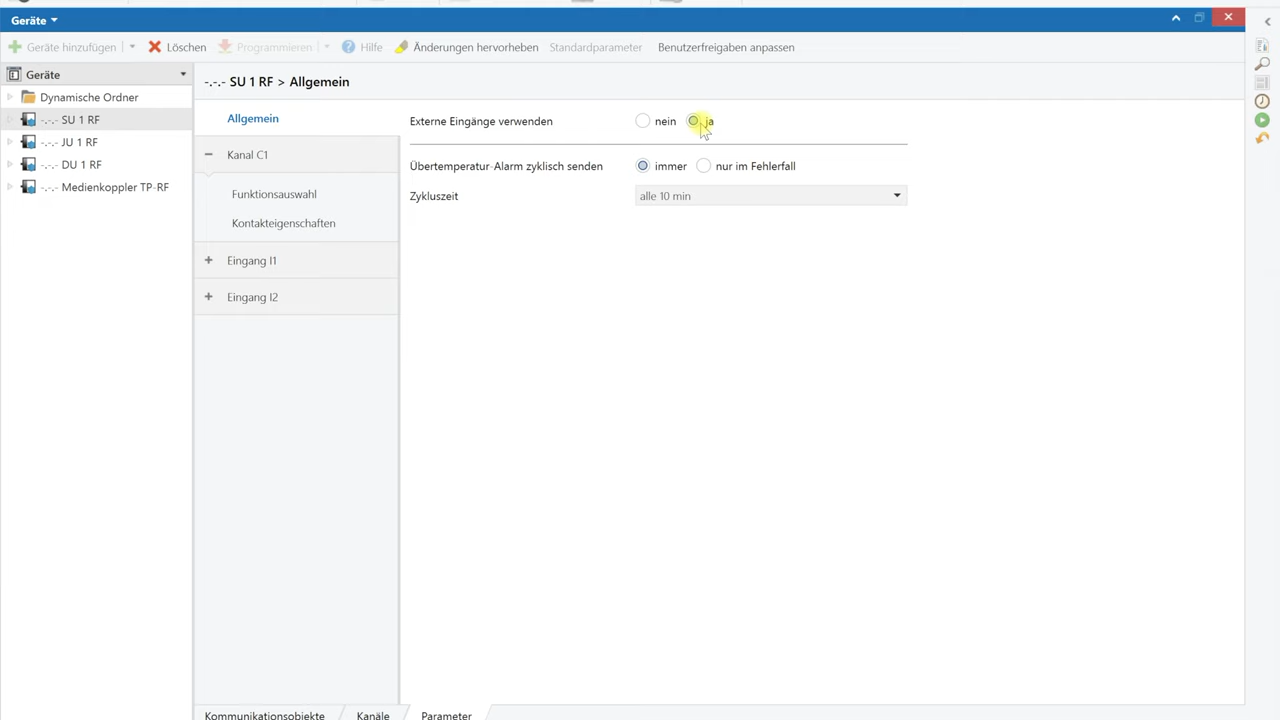 Geräte
Geräte hinzufügen Löschen Programmieren Hilfe Änderungen hervorheben Standardparameter Benutzerfreigaben anpassen
Geräte
Dynamische Ordner
-.-.- SU 1 RF
-.-.- JU 1 RF
-.-.- DU 1 RF
-.-.- Medienkoppler TP-RF
-.-.- SU 1 RF > Allgemein
Allgemein
Kanal C1
Funktionsauswahl
Kontakteigenschaften
Eingang I1
Eingang I2
Externe Eingänge verwenden nein ja
Übertemperatur-Alarm zyklisch senden immer nur im Fehlerfall
Zykluszeit alle 10 min
Kommunikationsobjekte Kanäle Parameter